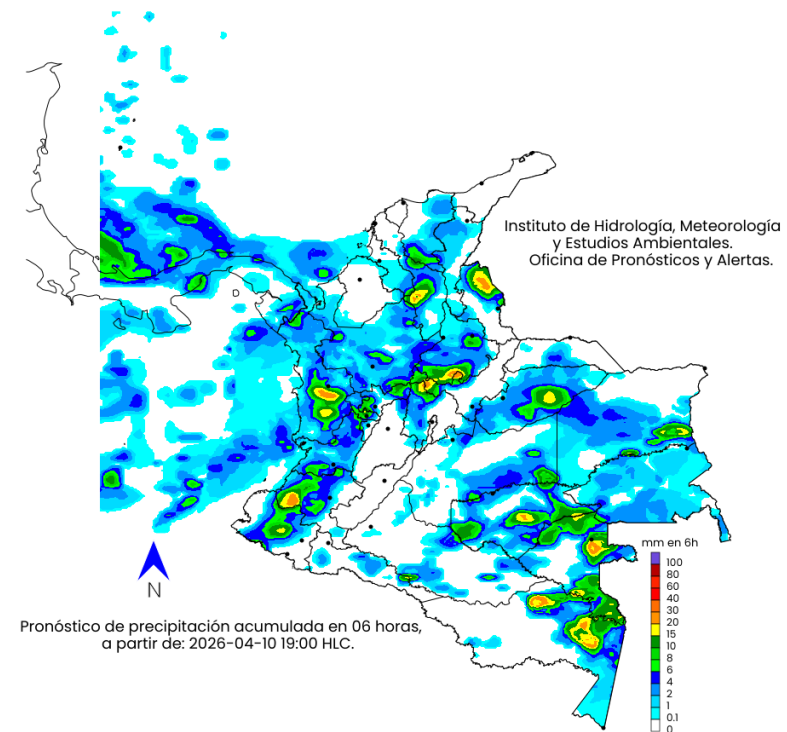 Instituto de Hidrología, Meteorología
y Estudios Ambientales.
Oficina de Pronósticos y Alertas.
mm en 6h
100
80
60
40
30
20
15
10
8
6
4
2
1
0.1
0
N
Pronóstico de precipitación acumulada en 06 horas,
a partir de: 2026-04-10 19:00 HLC.